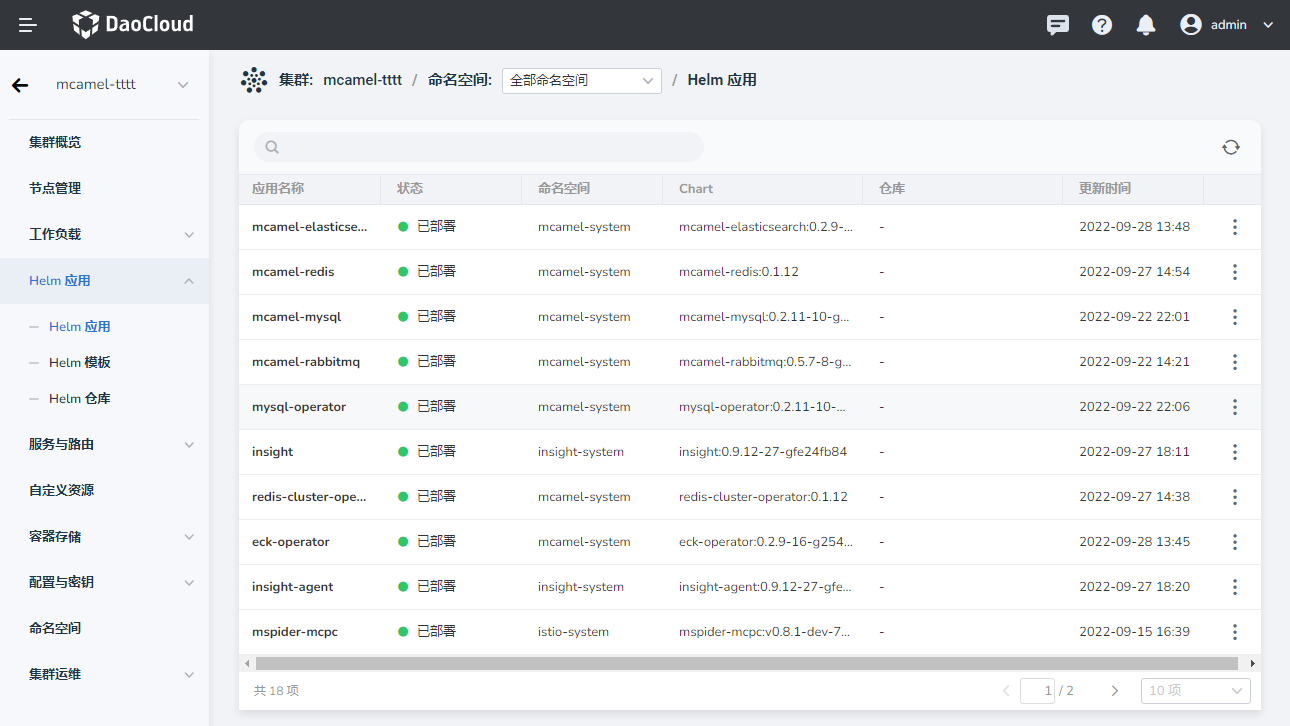 DaoCloud
admin
mcamel-tttt
集群: mcamel-tttt / 命名空间: 全部命名空间 / Helm 应用
集群概览
节点管理
工作负载
Helm 应用
Helm 应用
Helm 模板
Helm 仓库
服务与路由
自定义资源
容器存储
配置与密钥
命名空间
集群运维
应用名称 状态 命名空间 Chart 仓库 更新时间
mcamel-elasticse... 已部署 mcamel-system mcamel-elasticsearch:0.2.9-... - 2022-09-28 13:48
mcamel-redis 已部署 mcamel-system mcamel-redis:0.1.12 - 2022-09-27 14:54
mcamel-mysql 已部署 mcamel-system mcamel-mysql:0.2.11-10-g... - 2022-09-22 22:01
mcamel-rabbitmq 已部署 mcamel-system mcamel-rabbitmq:0.5.7-8-g... - 2022-09-22 14:21
mysql-operator 已部署 mcamel-system mysql-operator:0.2.11-10-... - 2022-09-22 22:06
insight 已部署 insight-system insight:0.9.12-27-gfe24fb84 - 2022-09-27 18:11
redis-cluster-ope... 已部署 mcamel-system redis-cluster-operator:0.1.12 - 2022-09-27 14:38
eck-operator 已部署 mcamel-system eck-operator:0.2.9-16-g254... - 2022-09-28 13:45
insight-agent 已部署 insight-system insight-agent:0.9.12-27-gfe... - 2022-09-27 18:20
mspider-mcpc 已部署 istio-system mspider-mcpc:v0.8.1-dev-7... - 2022-09-15 16:39
共 18 项 1 / 2 10 项